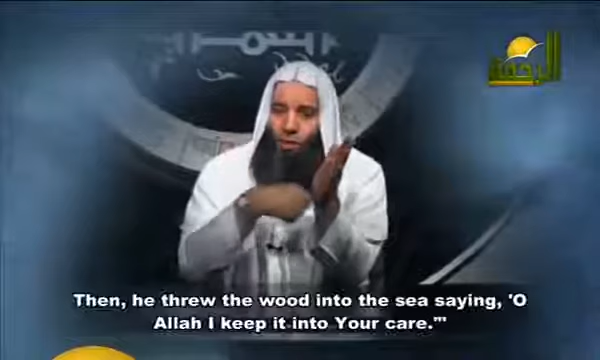 الرحمة
Then, he threw the wood into the sea saying, 'O
Allah I keep it into Your care.'"